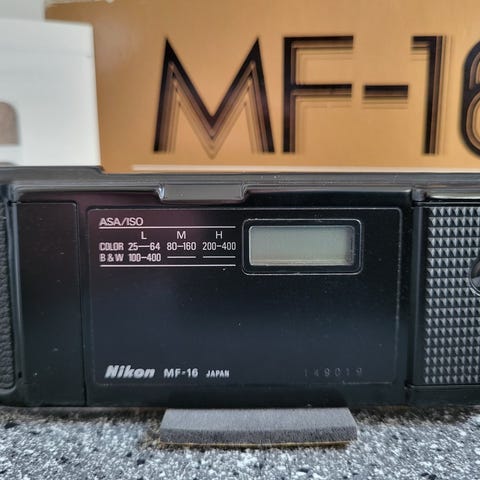 MF-16
ASA/ISO
L M H
COLOR 25—64 80-160 200-400
B & W 100-400
Nikon MF-16 JAPAN 149019